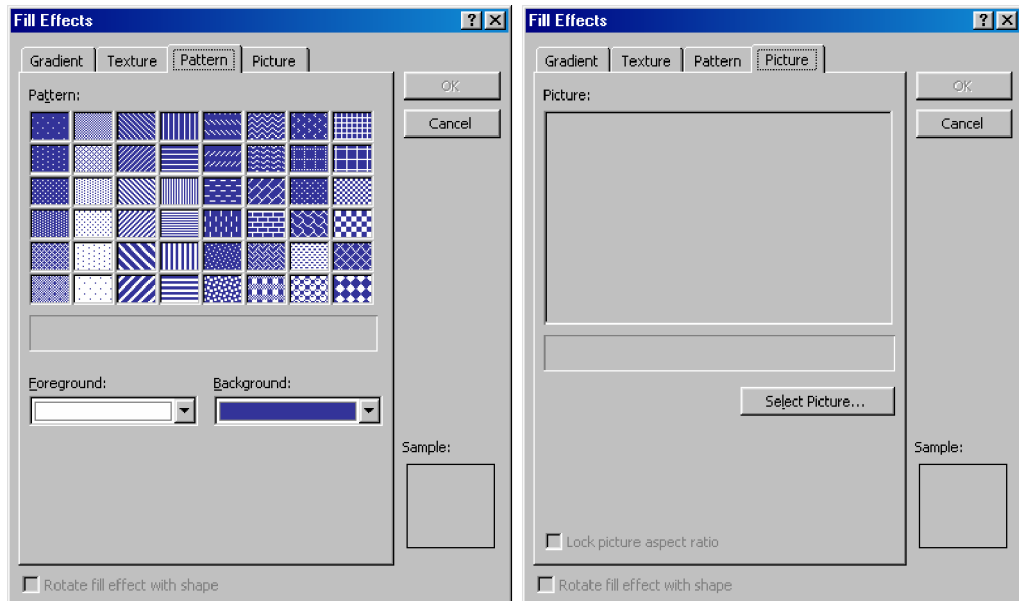 Fill Effects
Gradient Texture Pattern Picture
OK
Pattern:
Cancel
Foreground: Background:
Sample:
Rotate fill effect with shape
Fill Effects
Gradient Texture Pattern Picture
OK
Picture:
Cancel
Select Picture...
Sample:
Lock picture aspect ratio
Rotate fill effect with shape